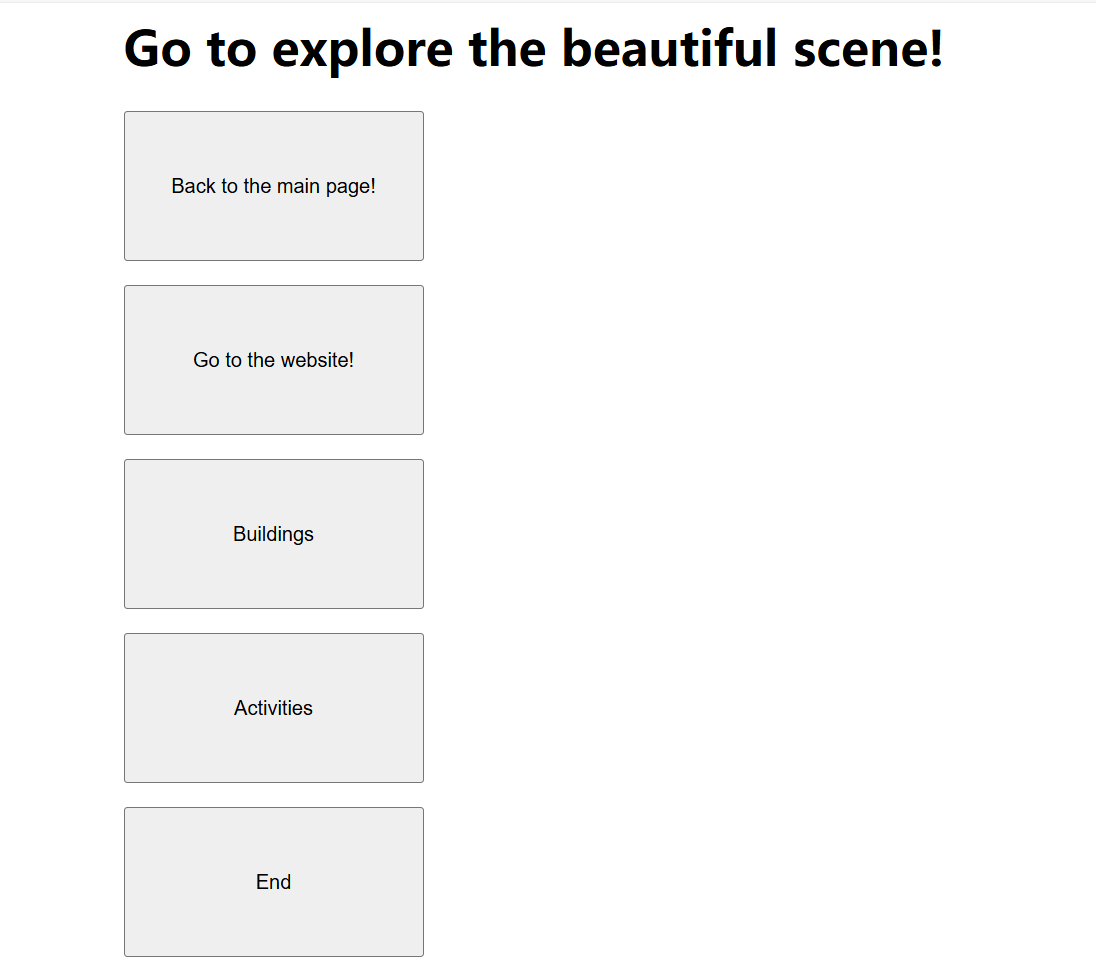 Go to explore the beautiful scene!
Back to the main page!
Go to the website!
Buildings
Activities
End